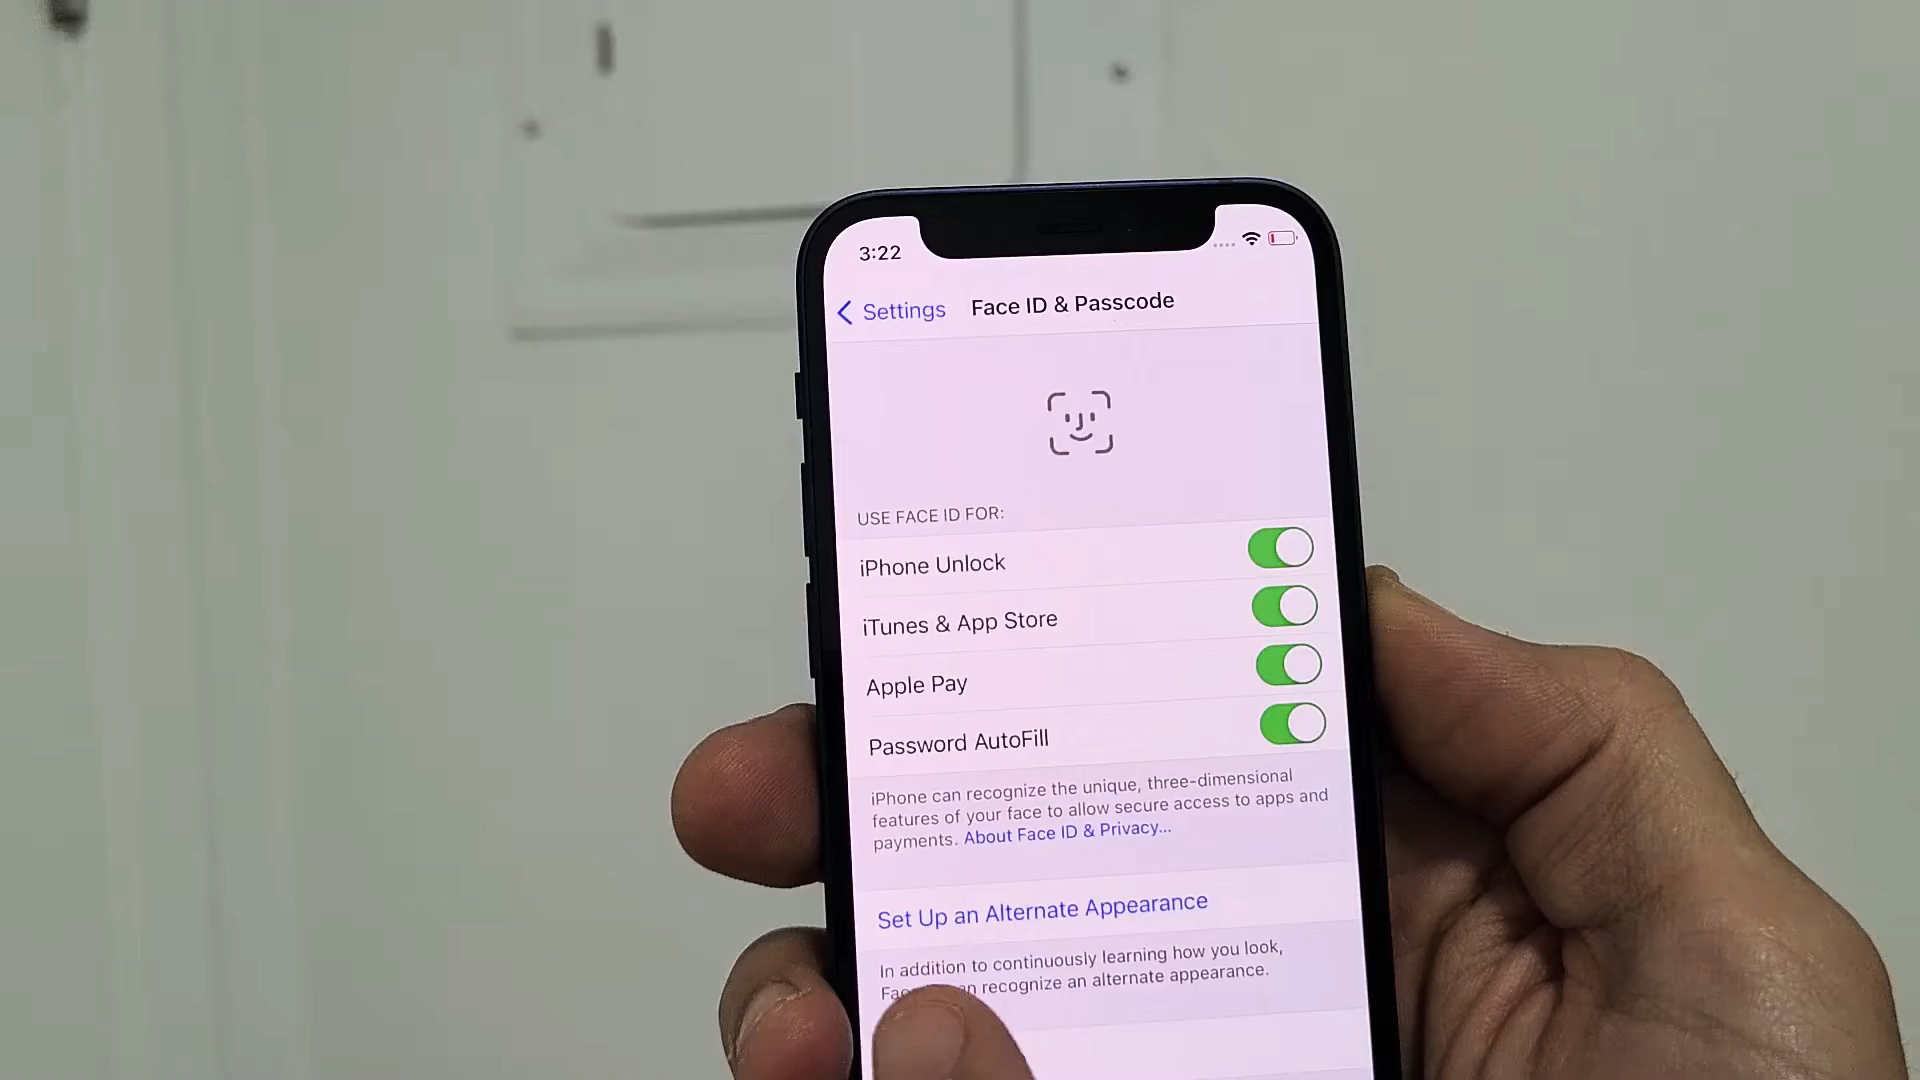 3:22
Settings
Face ID & Passcode
USE FACE ID FOR:
iPhone Unlock
iTunes & App Store
Apple Pay
Password AutoFill
iPhone can recognize the unique, three-dimensional
features of your face to allow secure access to apps and
payments. About Face ID & Privacy...
Set Up an Alternate Appearance
In addition to continuously learning how you look,
recognize an alternate appearance.